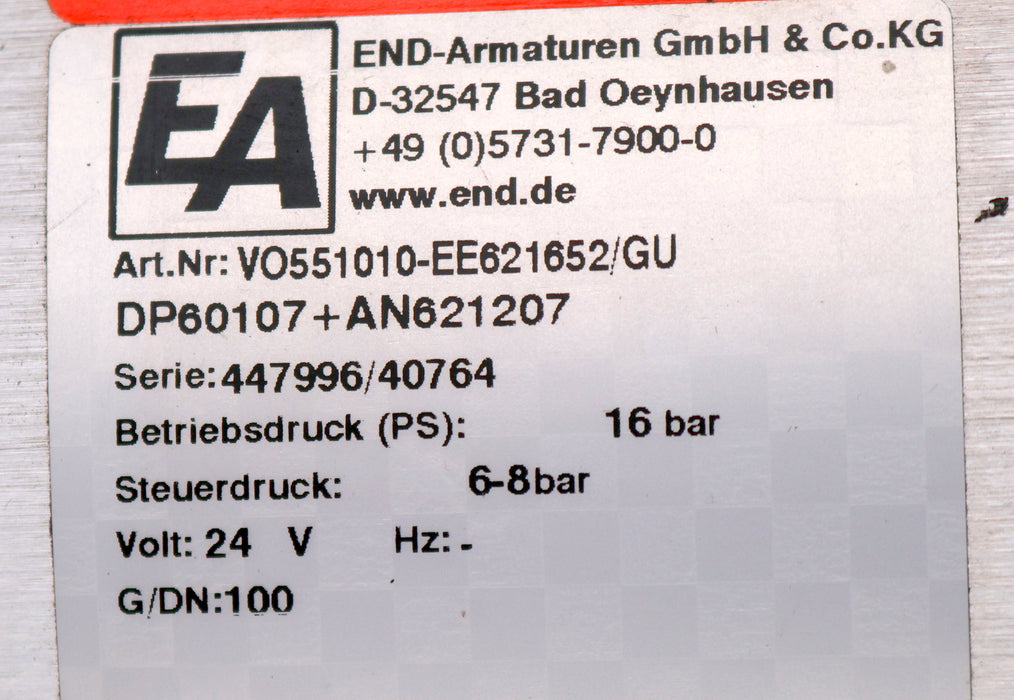 EA
END-Armaturen GmbH & Co.KG
D-32547 Bad Oeynhausen
+49 (0)5731-7900-0
www.end.de
Art.Nr: VO551010-EE621652/GU
DP60107+AN621207
Serie:447996/40764
Betriebsdruck (PS): 16 bar
Steuerdruck: 6-8bar
Volt: 24 V Hz: -
G/DN:100